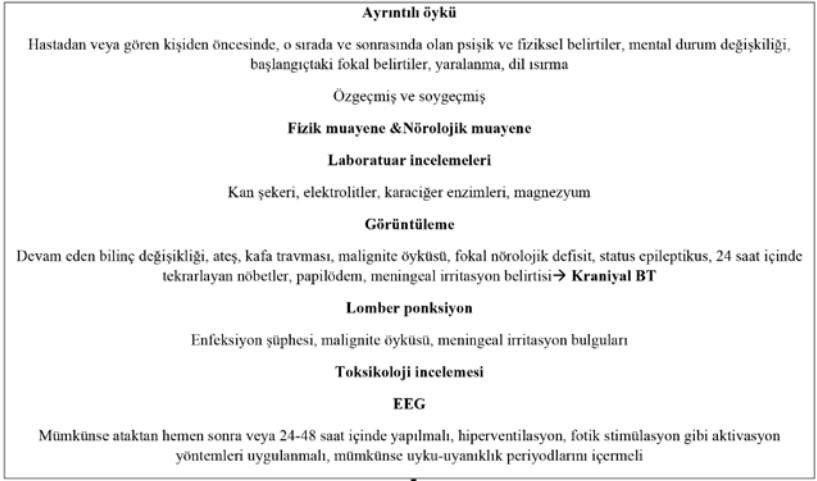 Ayrıntılı öykü
Hastadan veya gören kişiden öncesinde, o sırada ve sonrasında olan psişik ve fiziksel belirtiler, mental durum değişkiliği,
başlangıçtaki fokal belirtiler, yaralanma, dil ısırma
Özgeçmiş ve soygeçmiş
Fizik muayene &Nörolojik muayene
Laboratuar incelemeleri
Kan şekeri, elektrolitler, karaciğer enzimleri, magnezyum
Görüntüleme
Devam eden bilinç değişikliği, ateş, kafa travması, malignite öyküsü, fokal nörolojik defisit, status epileptikus, 24 saat içinde
tekrarlayan nöbetler, papilödem, meningeal irritasyon belirtisi→ Kraniyal BT
Lomber ponksiyon
Enfeksiyon şüphesi, malignite öyküsü, meningeal irritasyon bulguları
Toksikoloji incelemesi
EEG
Mümkünse ataktan hemen sonra veya 24-48 saat içinde yapılmalı, hiperventilasyon, fotik stimülasyon gibi aktivasyon
yöntemleri uygulanmalı, mümkünse uyku-uyanıklık periyodlarını içermeli